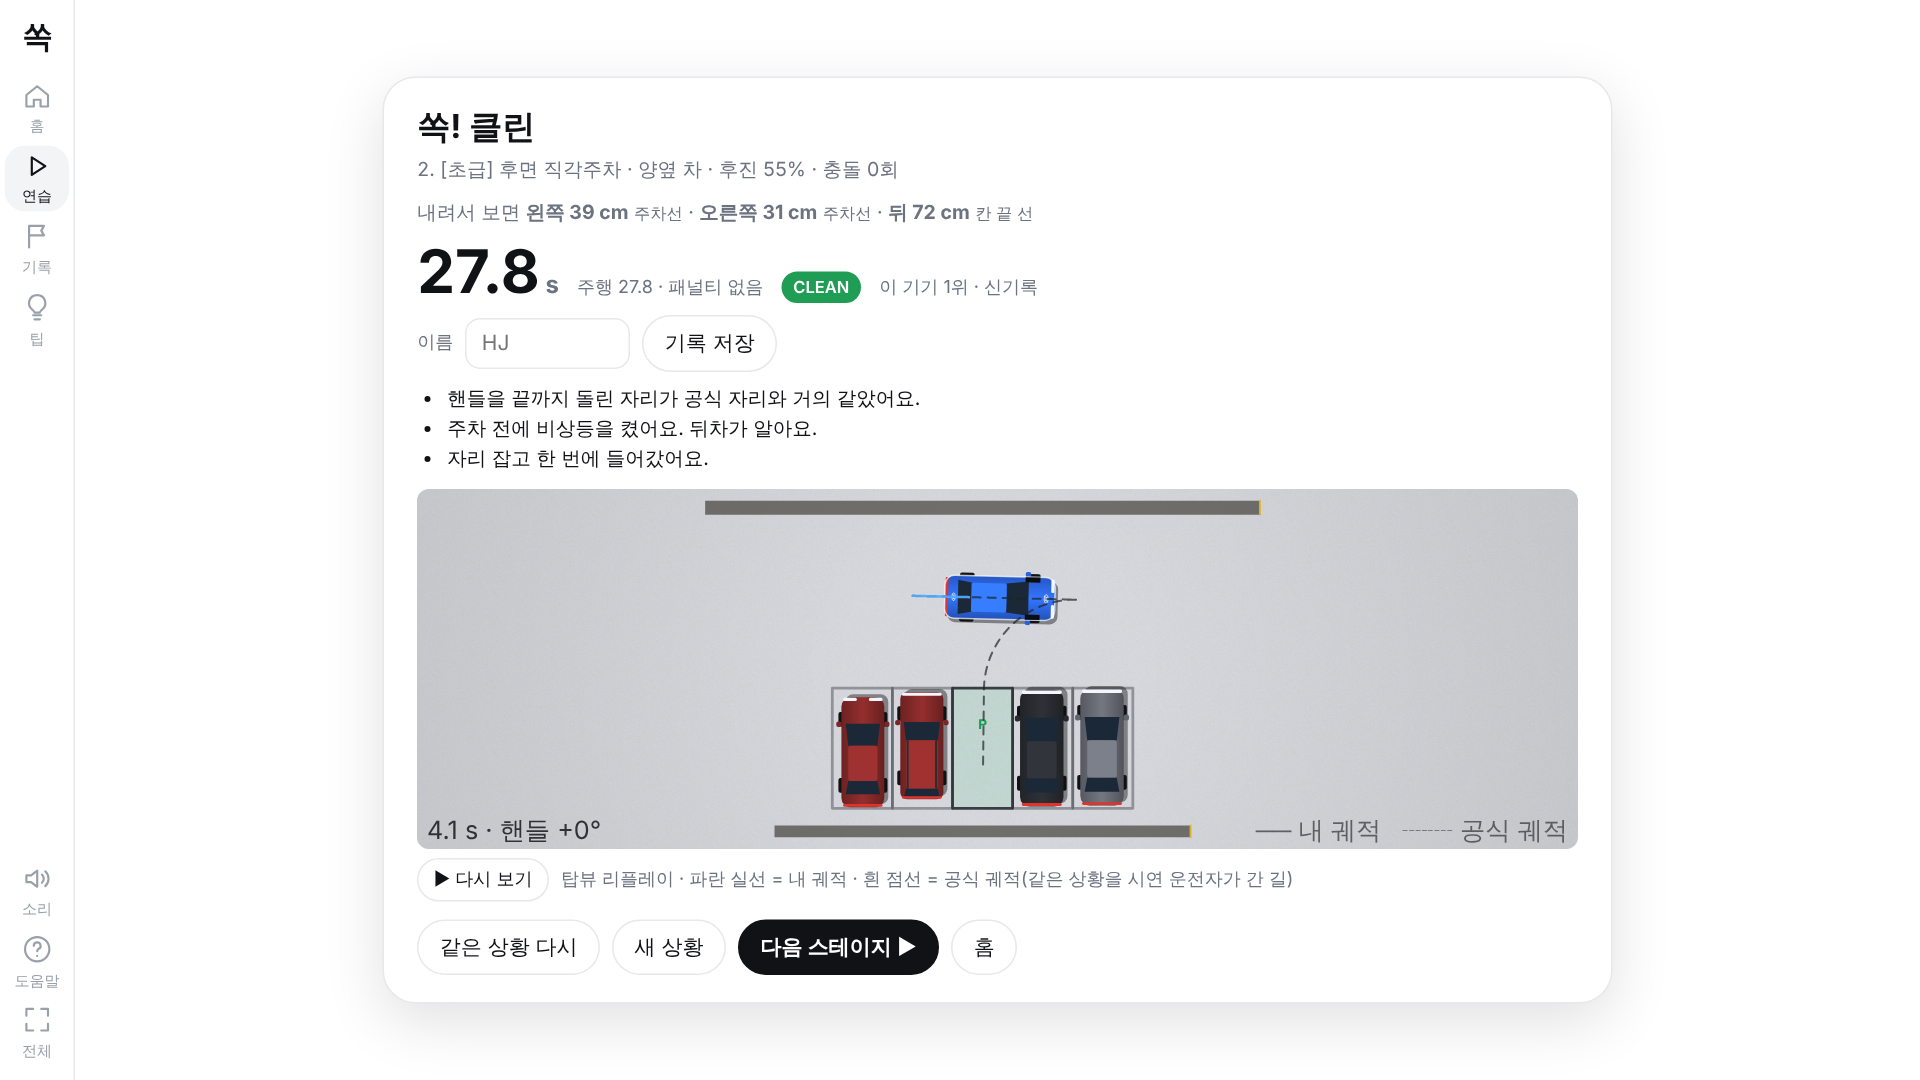 쏙
홈
연습
기록
팁
소리
도움말
전체
쏙! 클린
2. [초급] 후면 직각주차 · 양옆 차 · 후진 55% · 충돌 0회
내려서 보면 왼쪽 39 cm 주차선 · 오른쪽 31 cm 주차선 · 뒤 72 cm 칸 끝 선
27.8 s 주행 27.8 · 패널티 없음 CLEAN 이 기기 1위 · 신기록
이름 HJ 기록 저장
• 핸들을 끝까지 돌린 자리가 공식 자리와 거의 같았어요.
• 주차 전에 비상등을 켰어요. 뒤차가 알아요.
• 자리 잡고 한 번에 들어갔어요.
P
4.1 s · 핸들 +0° 내 궤적 공식 궤적
▶ 다시 보기 탑뷰 리플레이 · 파란 실선 = 내 궤적 · 흰 점선 = 공식 궤적(같은 상황을 시연 운전자가 간 길)
같은 상황 다시 새 상황 다음 스테이지 ▶ 홈